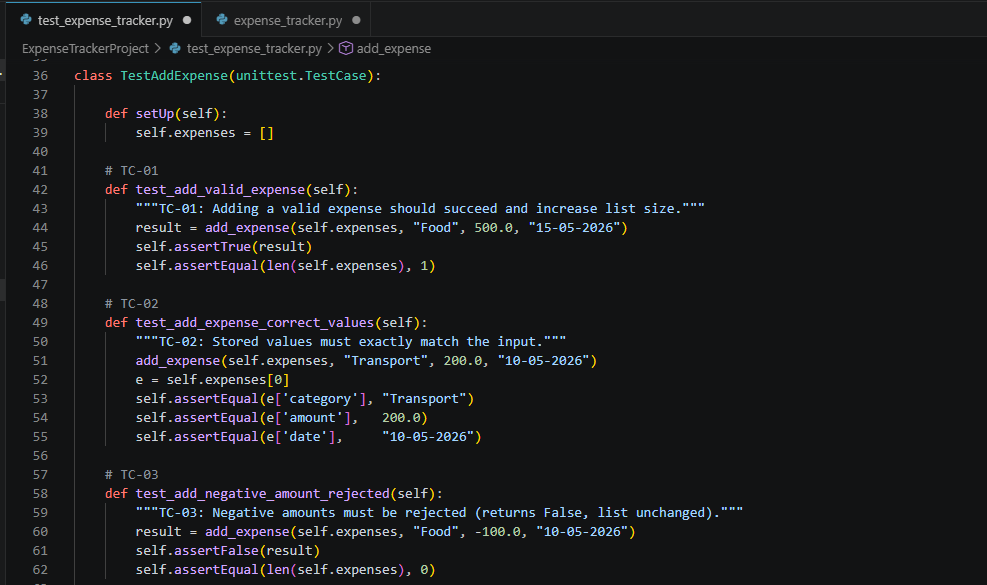 test_expense_tracker.py
expense_tracker.py
ExpenseTrackerProject > test_expense_tracker.py > add_expense
36 class TestAddExpense(unittest.TestCase):
37
38     def setUp(self):
39         self.expenses = []
40
41     # TC-01
42     def test_add_valid_expense(self):
43         """TC-01: Adding a valid expense should succeed and increase list size."""
44         result = add_expense(self.expenses, "Food", 500.0, "15-05-2026")
45         self.assertTrue(result)
46         self.assertEqual(len(self.expenses), 1)
47
48     # TC-02
49     def test_add_expense_correct_values(self):
50         """TC-02: Stored values must exactly match the input."""
51         add_expense(self.expenses, "Transport", 200.0, "10-05-2026")
52         e = self.expenses[0]
53         self.assertEqual(e['category'], "Transport")
54         self.assertEqual(e['amount'],   200.0)
55         self.assertEqual(e['date'],     "10-05-2026")
56
57     # TC-03
58     def test_add_negative_amount_rejected(self):
59         """TC-03: Negative amounts must be rejected (returns False, list unchanged)."""
60         result = add_expense(self.expenses, "Food", -100.0, "10-05-2026")
61         self.assertFalse(result)
62         self.assertEqual(len(self.expenses), 0)